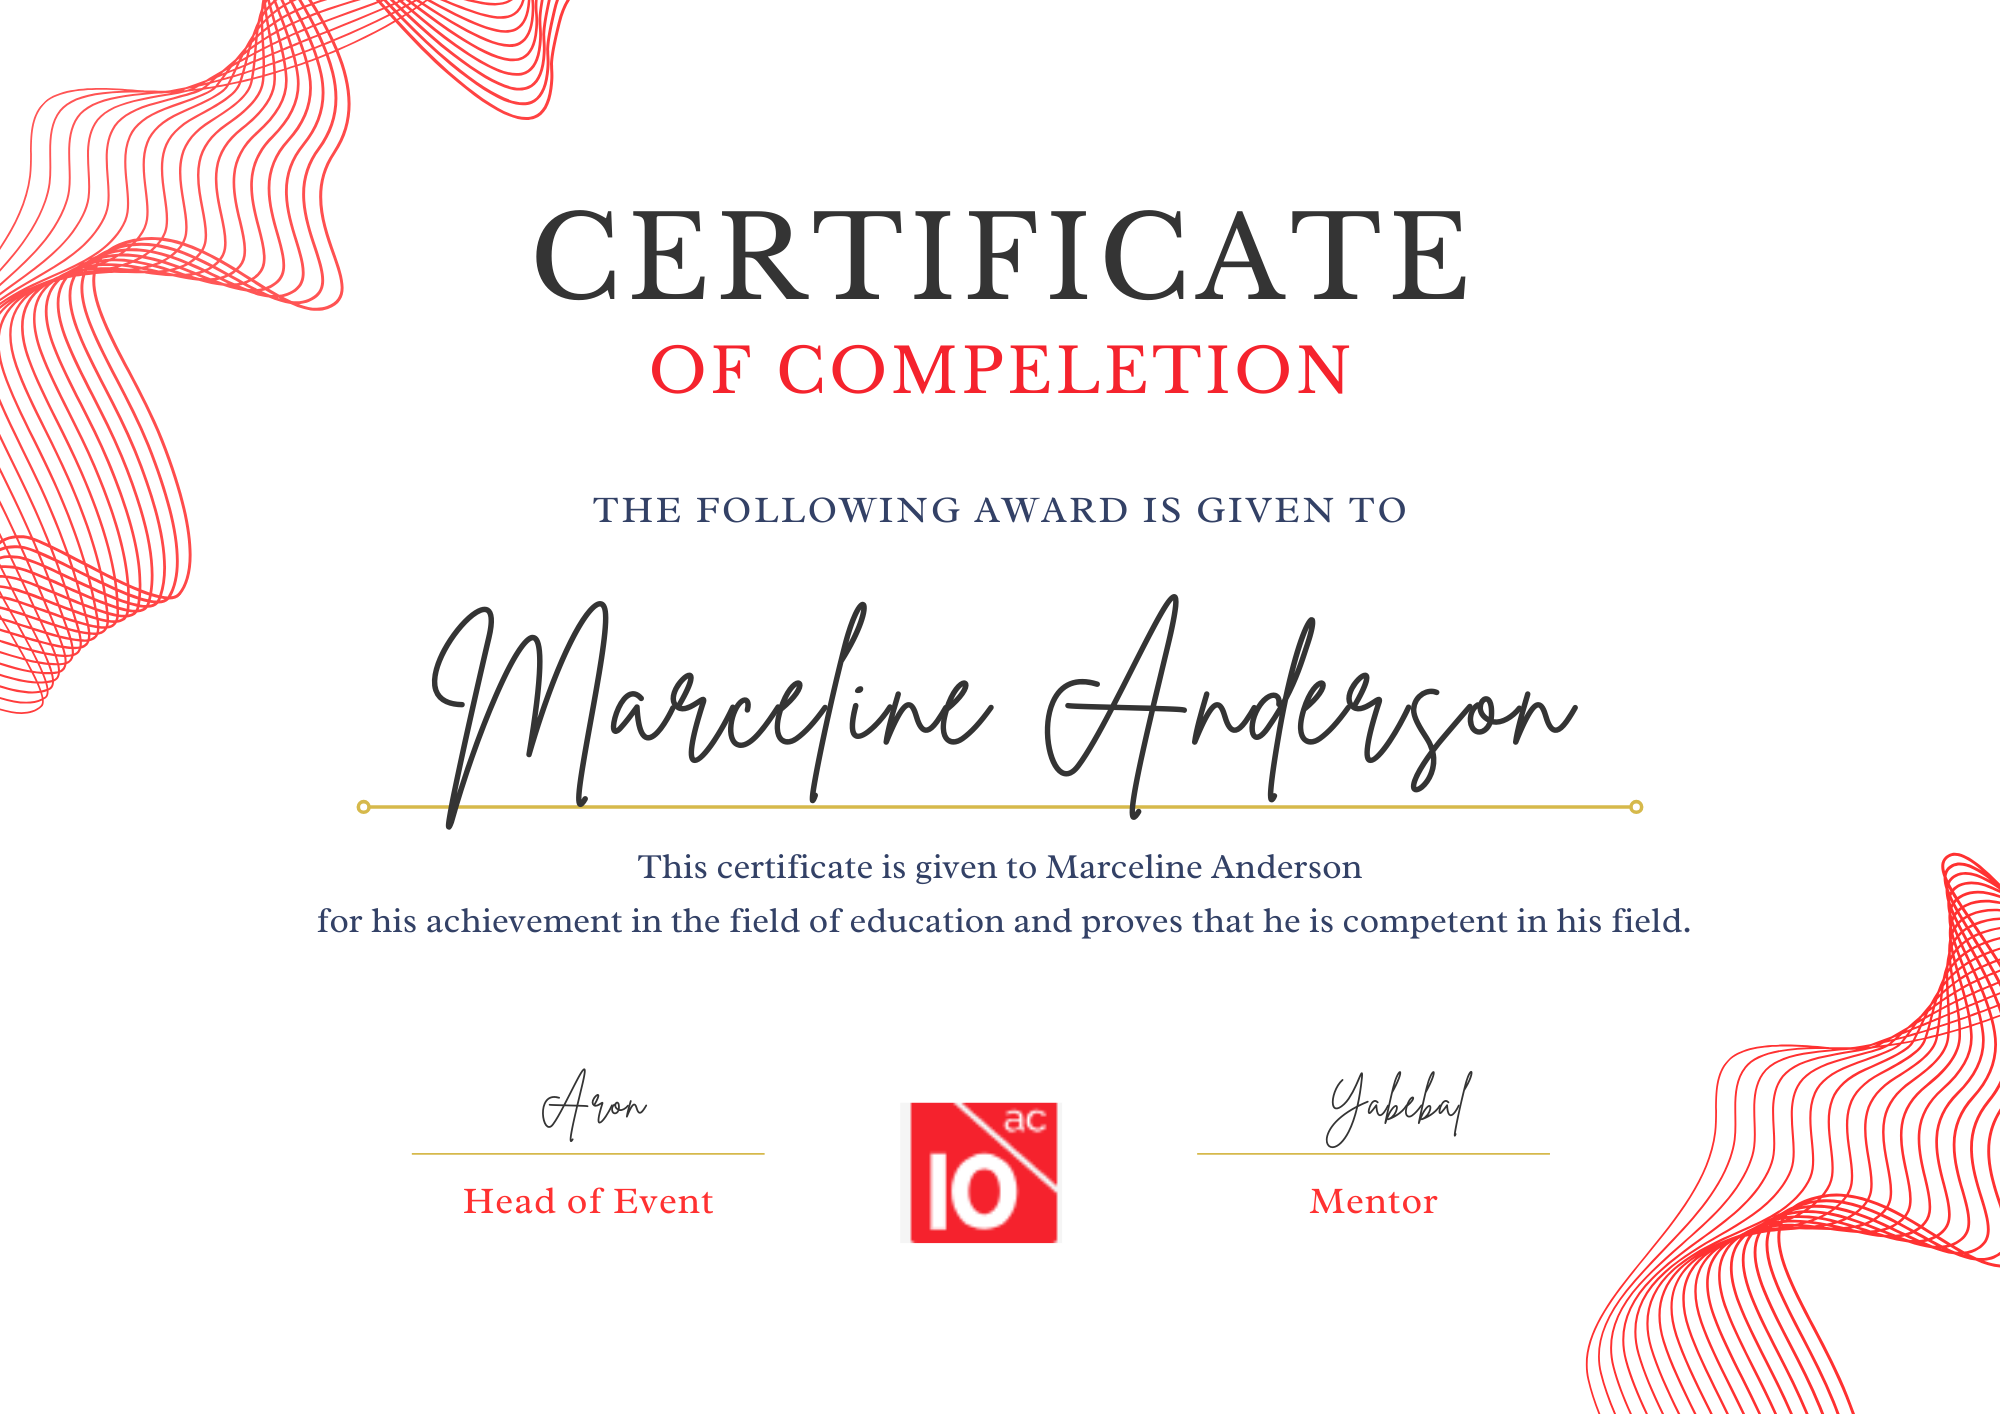 CERTIFICATE
OF COMPELETION
THE FOLLOWING AWARD IS GIVEN TO
Marceline Anderson
This certificate is given to Marceline Anderson
for his achievement in the field of education and proves that he is competent in his field.
Aron
Yabebal
ac
10
Head of Event
Mentor